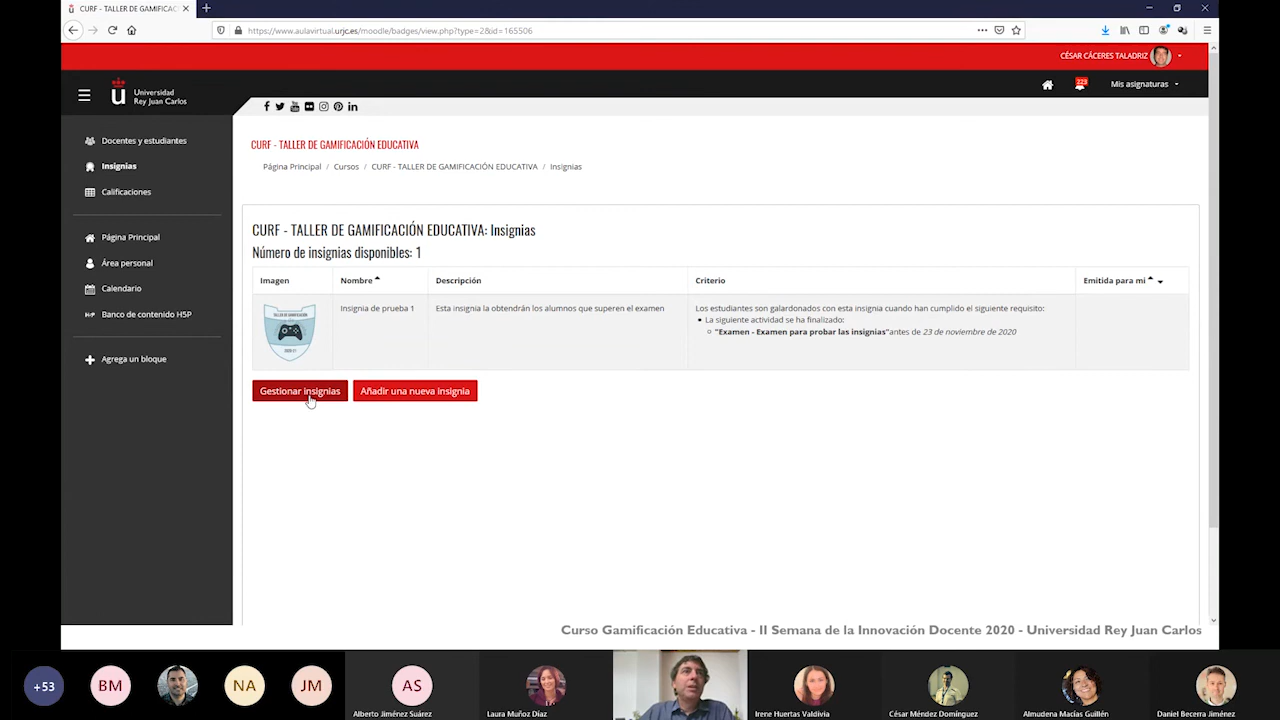 CURF - TALLER DE GAMIFICAC
https://www.aulavirtual.urjc.es/moodle/badges/view.php?type=2&id=165506
CÉSAR CÁCERES TALADRIZ
Universidad
Rey Juan Carlos
223
Mis asignaturas
Docentes y estudiantes
Insignias
Calificaciones
Página Principal
Área personal
Calendario
Banco de contenido H5P
Agrega un bloque
CURF - TALLER DE GAMIFICACIÓN EDUCATIVA
Página Principal / Cursos / CURF - TALLER DE GAMIFICACIÓN EDUCATIVA / Insignias
CURF - TALLER DE GAMIFICACIÓN EDUCATIVA: Insignias
Número de insignias disponibles: 1
Imagen Nombre Descripción Criterio Emitida para mi
TALLER DE GAMIFICACIÓN
Insignia de prueba 1 Esta insignia la obtendrán los alumnos que superen el examen Los estudiantes son galardonados con esta insignia cuando han cumplido el siguiente requisito:
La siguiente actividad se ha finalizado:
"Examen - Examen para probar las insignias"antes de 23 de noviembre de 2020
Gestionar insignias Añadir una nueva insignia
Curso Gamificación Educativa - II Semana de la Innovación Docente 2020 - Universidad Rey Juan Carlos
+53 BM NA JM AS
Alberto Jiménez Suárez Laura Muñoz Díaz Irene Huertas Valdivia César Méndez Domínguez Almudena Macías Guillén Daniel Becerra Jiménez